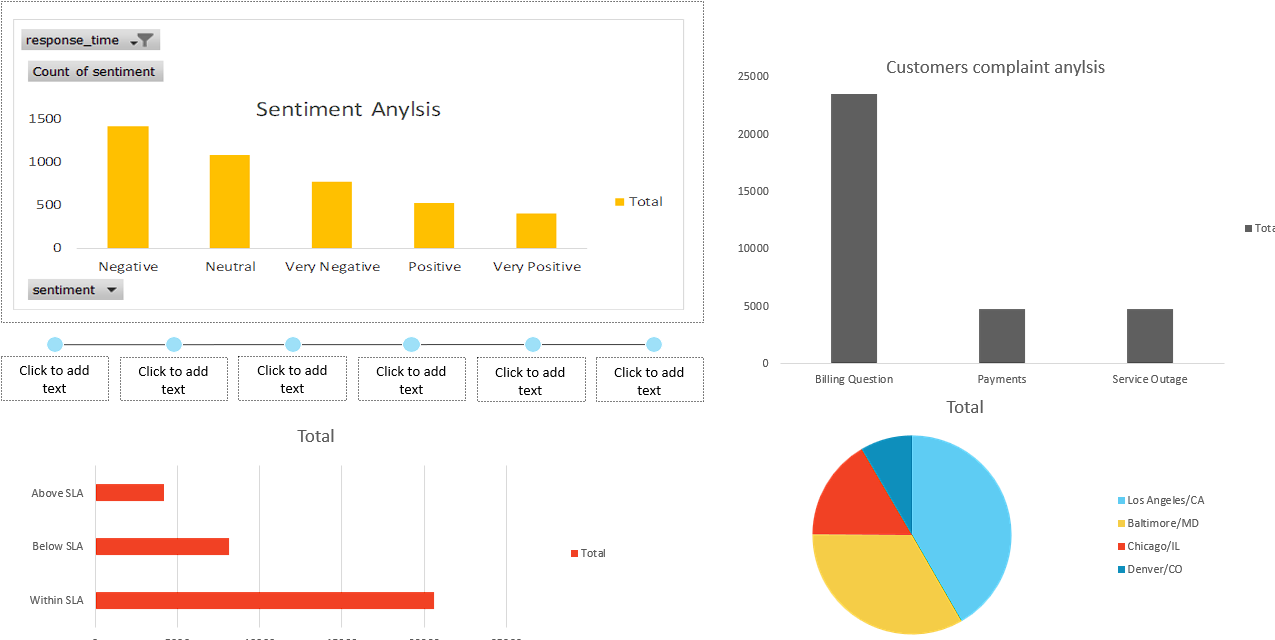 response_time
Count of sentiment
Sentiment Anylsis
1500
1000
500
0
Negative
Neutral
Very Negative
Positive
Very Positive
Total
sentiment
Click to add
text
Click to add
text
Click to add
text
Click to add
text
Click to add
text
Click to add
text
Customers complaint anylsis
25000
20000
15000
10000
5000
0
Billing Question
Payments
Service Outage
Tota
Total
Above SLA
Below SLA
Within SLA
Total
Total
Los Angeles/CA
Baltimore/MD
Chicago/IL
Denver/CO